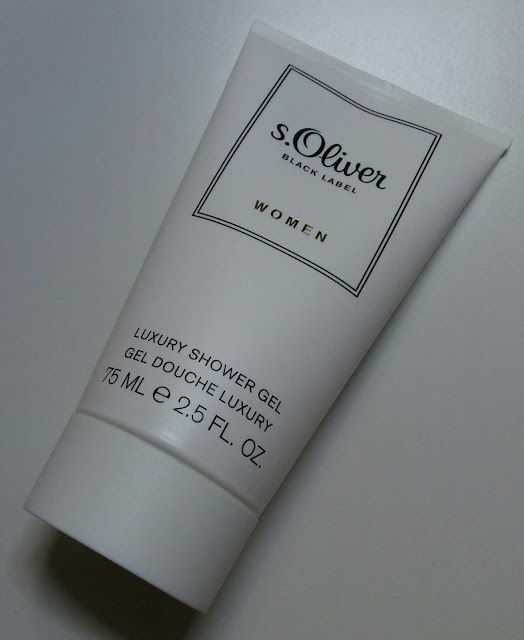 s.Oliver
BLACK LABEL
WOMEN
LUXURY SHOWER GEL
GEL DOUCHE LUXURY
75 ML e 2.5 FL. OZ.